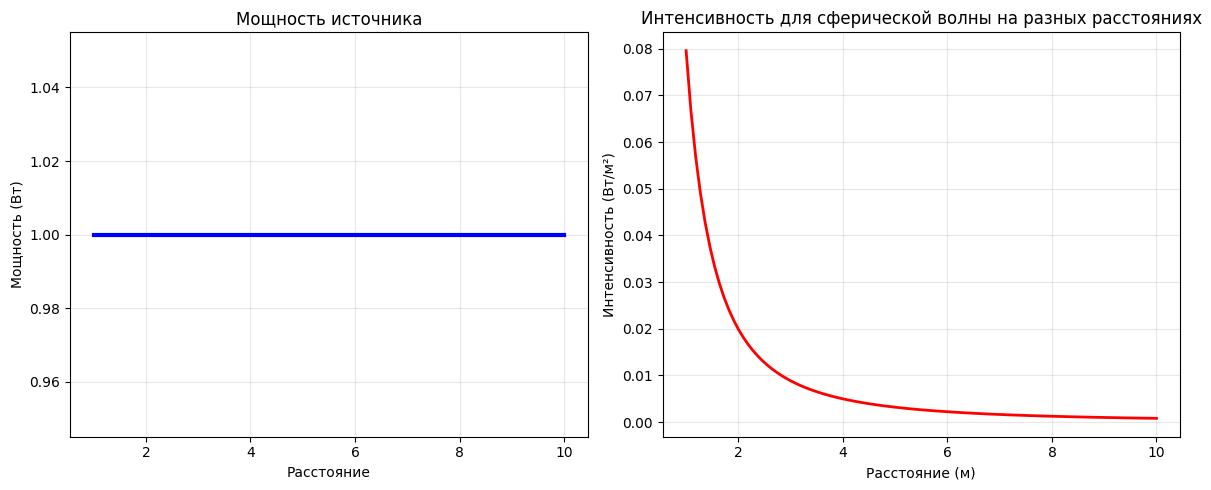 Мощность источника
1.04
1.02
1.00
0.98
0.96
Мощность (Вт)
2 4 6 8 10
Расстояние
Интенсивность для сферической волны на разных расстояниях
0.08
0.07
0.06
0.05
0.04
0.03
0.02
0.01
0.00
Интенсивность (Вт/м²)
2 4 6 8 10
Расстояние (м)